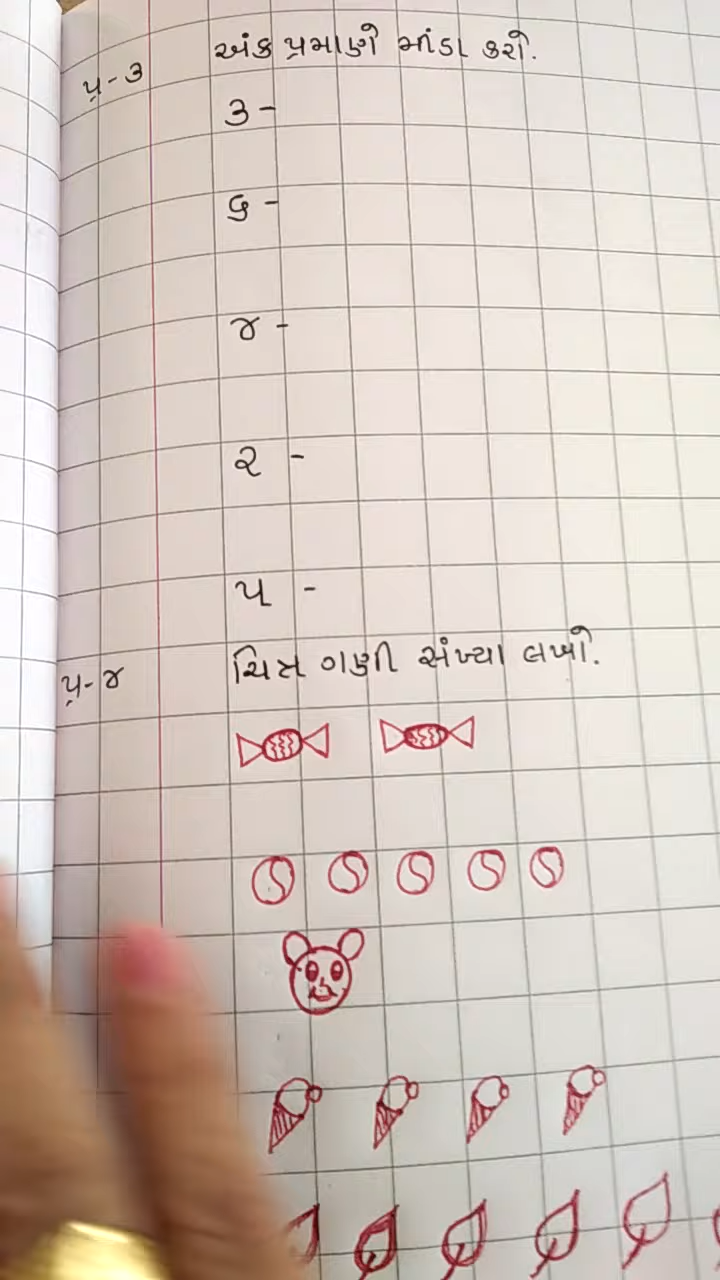 પ્ર-૩ અંક પ્રમાણે મીંડા કરો.
૩ -
૬ -
૪ -
૨ -
૫ -
પ્ર-૪ ચિત્ર ગણી સંખ્યા લખો.